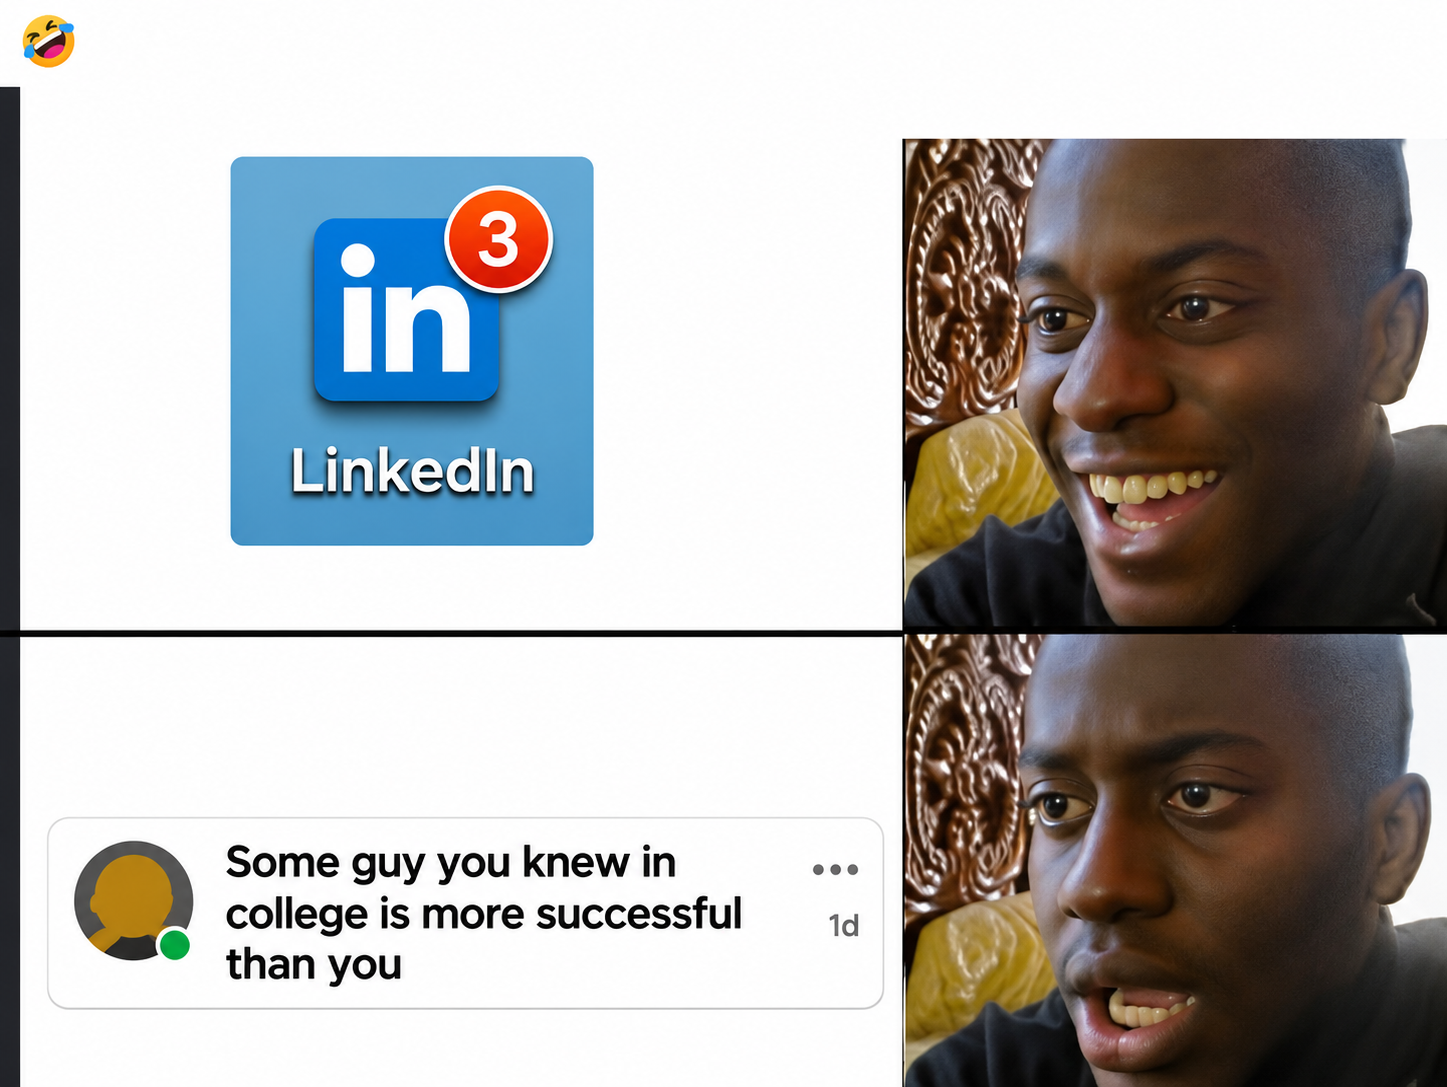 in
3
LinkedIn
Some guy you knew in
college is more successful
than you
1d